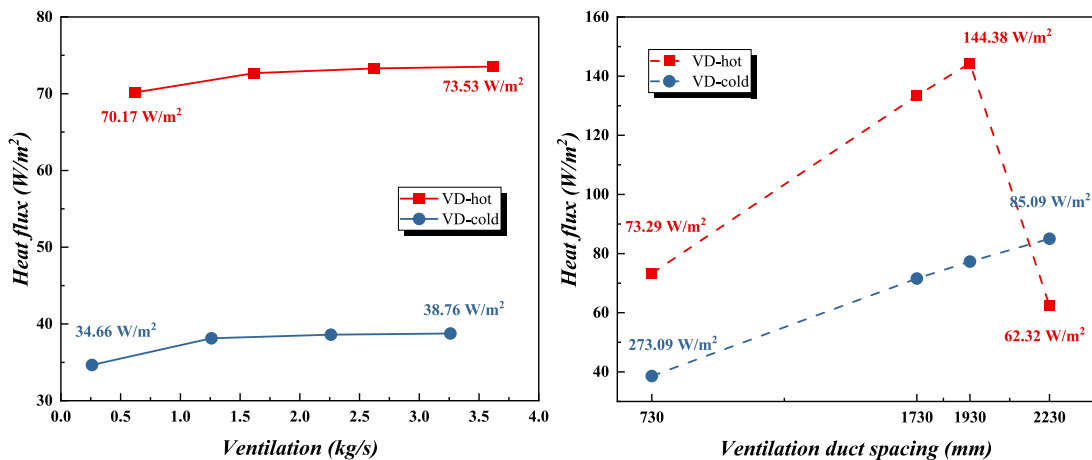 80
70
60
50
40
30
Heat flux (W/m²)
70.17 W/m²
73.53 W/m²
VD-hot
VD-cold
34.66 W/m²
38.76 W/m²
0.0 0.5 1.0 1.5 2.0 2.5 3.0 3.5 4.0
Ventilation (kg/s)
160
140
120
100
80
60
40
Heat flux (W/m²)
VD-hot
VD-cold
144.38 W/m²
73.29 W/m²
85.09 W/m²
273.09 W/m²
62.32 W/m²
730 1730 1930 2230
Ventilation duct spacing (mm)